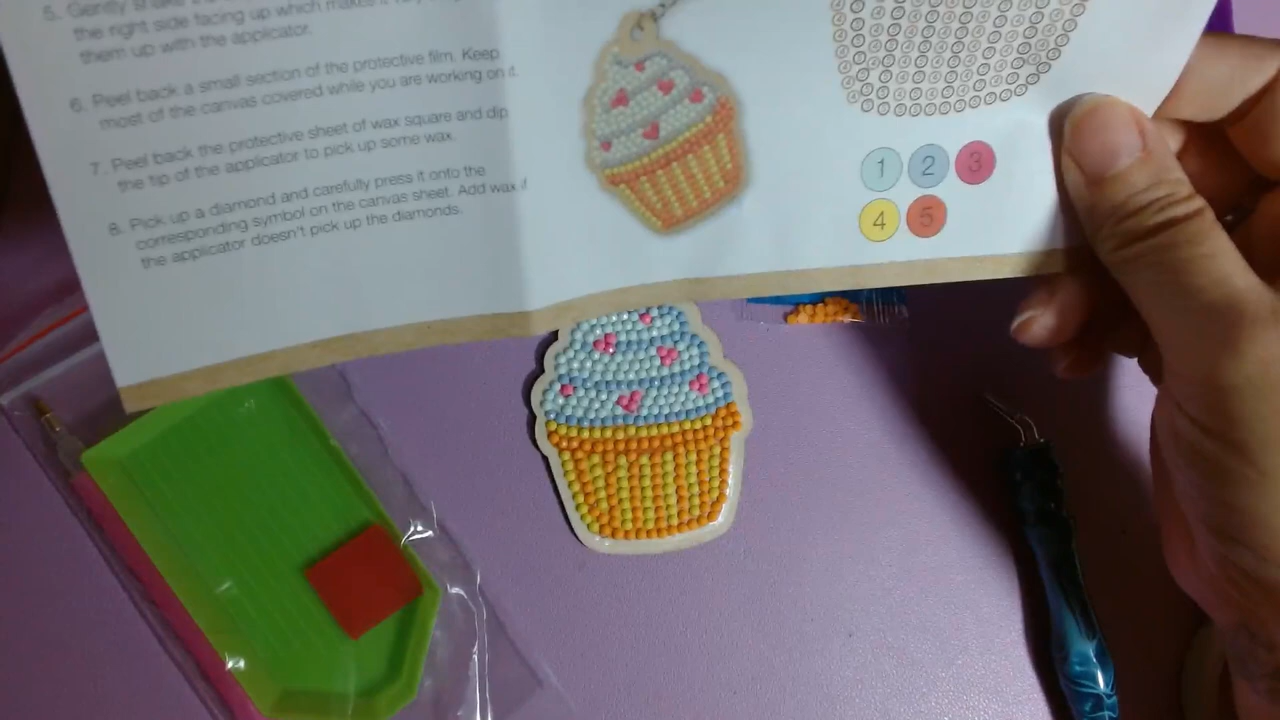 5. Gently
the right side facing up which makes it
them up with the applicator.
6. Peel back a small section of the protective film. Keep
most of the canvas covered while you are working on it.
7. Peel back the protective sheet of wax square and dip
the tip of the applicator to pick up some wax.
8. Pick up a diamond and carefully press it onto the
corresponding symbol on the canvas sheet. Add wax if
the applicator doesn't pick up the diamonds.
1 2 3
4 5